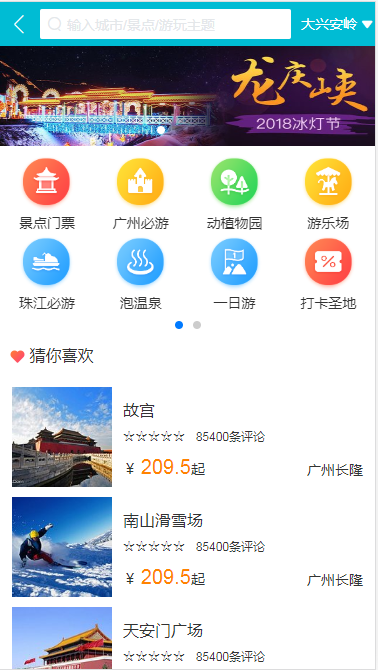 输入城市/景点/游玩主题
大兴安岭
龙庆峡
2018冰灯节
景点门票 广州必游 动植物园 游乐场
珠江必游 泡温泉 一日游 打卡圣地
猜你喜欢
故宫
☆☆☆☆☆ 85400条评论
¥ 209.5起 广州长隆
南山滑雪场
☆☆☆☆☆ 85400条评论
¥ 209.5起 广州长隆
天安门广场
☆☆☆☆☆ 85400条评论